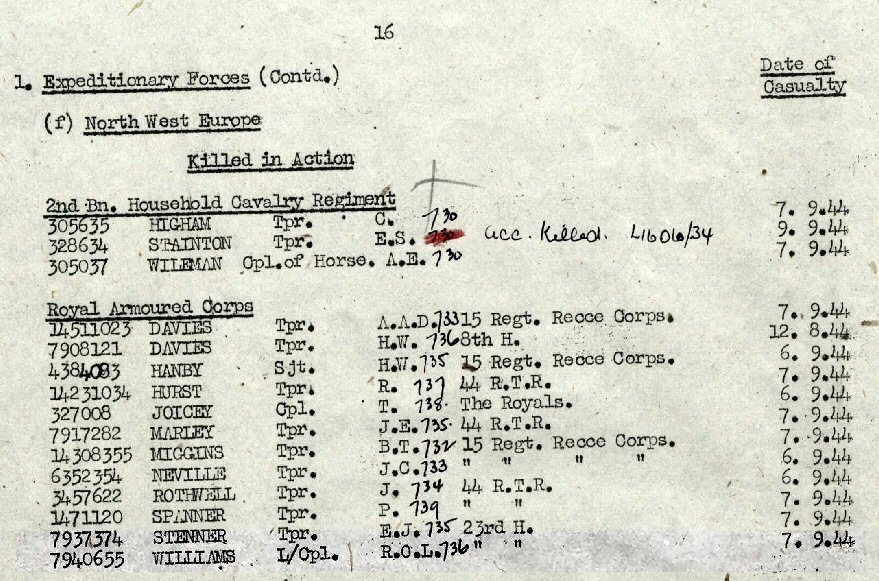 16
1. Expeditionary Forces (Contd.) Date of
Casualty
(f) North West Europe
Killed in Action
2nd Bn. Household Cavalry Regiment
305635 HIGHAM Tpr. C. 730 7. 9.44
328634 STAINTON Tpr. E.S. 730 acc. Killed. L16016/34 9. 9.44
305037 WILEMAN Cpl.of Horse. A.E. 730 7. 9.44
Royal Armoured Corps
14511023 DAVIES Tpr. A.A.D. 733 15 Regt. Recce Corps. 7. 9.44
7908121 DAVIES Tpr. H.W. 736 8th H. 12. 8.44
4384093 HANBY Sjt. H.W. 735 15 Regt. Recce Corps. 6. 9.44
14231034 HURST Tpr. R. 737 44 R.T.R. 7. 9.44
327008 JOICEY Cpl. T. 738. The Royals. 6. 9.44
7917282 MARLEY Tpr. J.E. 735. 44 R.T.R. 7. 9.44
14308355 MIGGINS Tpr. B.T. 732 15 Regt. Recce Corps. 7. 9.44
6352354 NEVILLE Tpr. J.C. 733 " " " " 6. 9.44
3457622 ROTHWELL Tpr. J. 734 44 R.T.R. 6. 9.44
1471120 SPANNER Tpr. P. 739 " " 7. 9.44
7937374 STENNER Tpr. E.J. 735 23rd H. 7. 9.44
7940655 WILLIAMS L/Cpl. R.G.L. 736 " " 7. 9.44